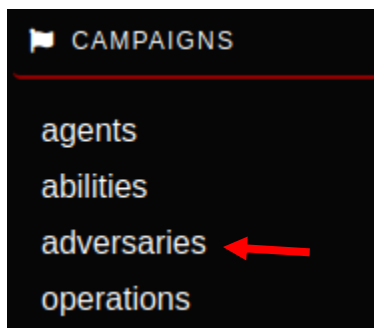 CAMPAIGNS
agents
abilities
adversaries
operations